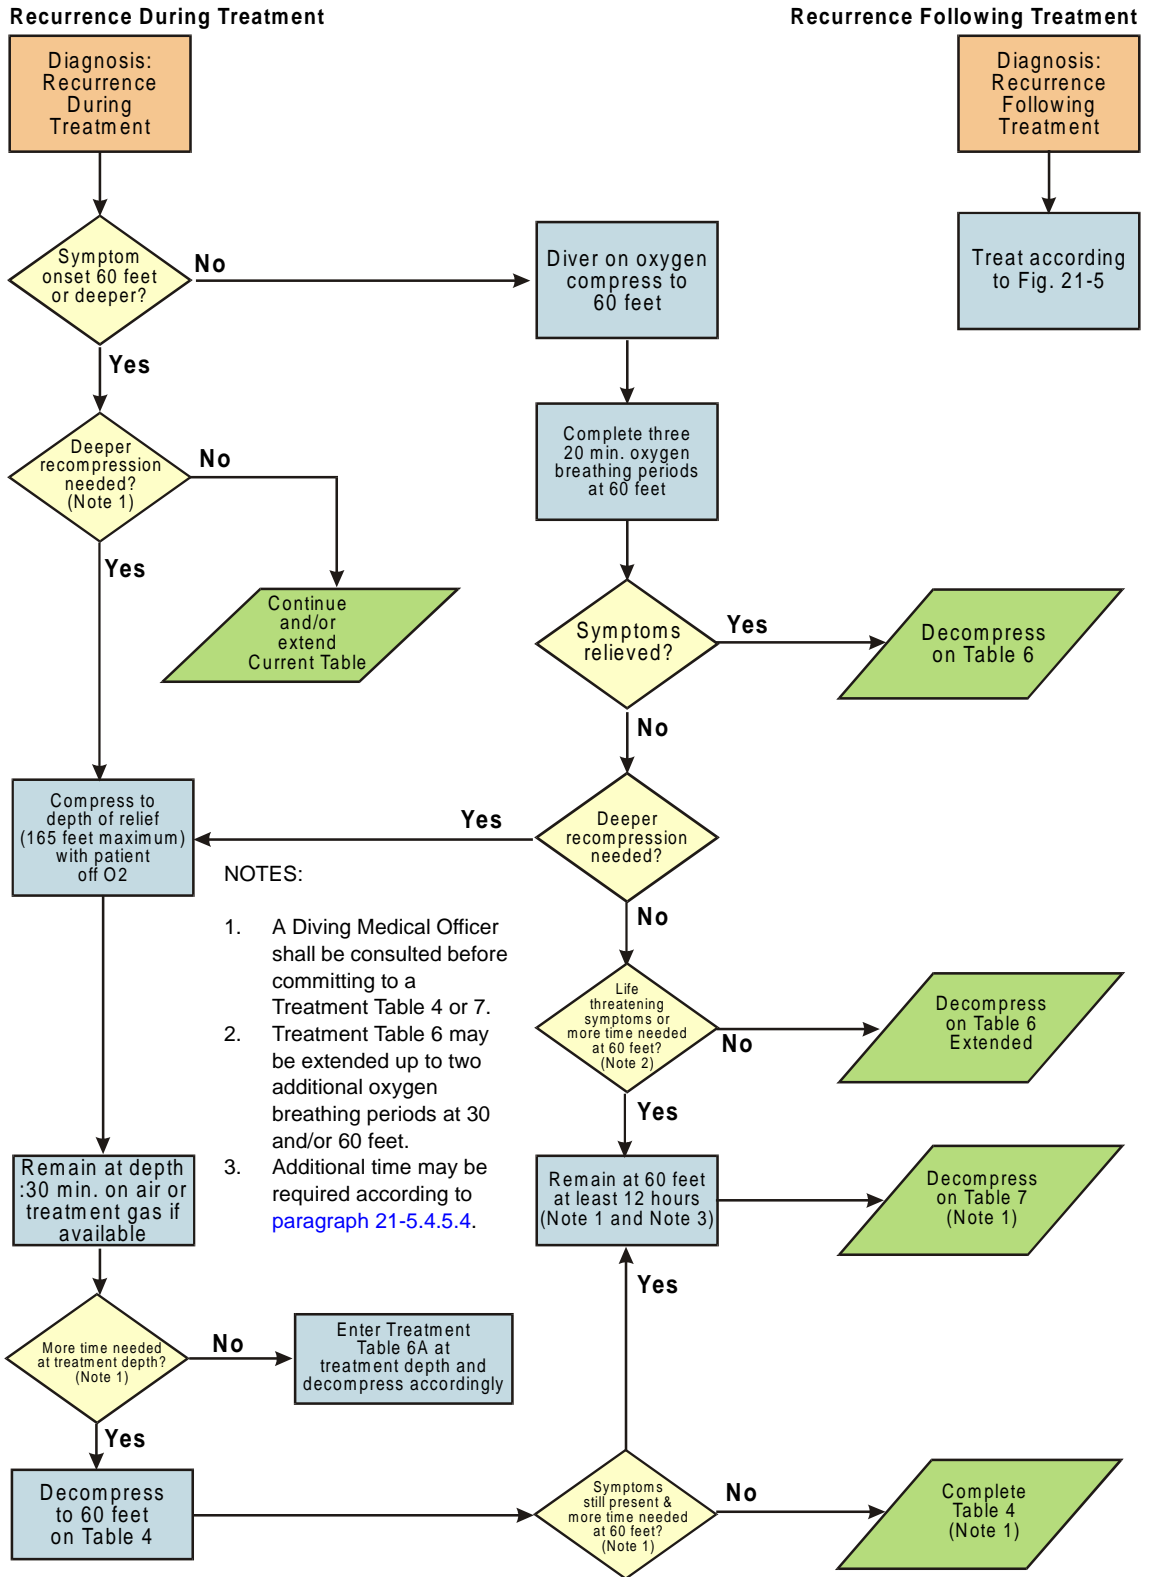 Recurrence During Treatment
Recurrence Following Treatment
Diagnosis:
Recurrence
During
Treatment
Diagnosis:
Recurrence
Following
Treatment
Symptom
onset 60 feet
or deeper?
No
Diver on oxygen
compress to
60 feet
Treat according
to Fig. 21-5
Yes
Deeper
recompression
needed?
(Note 1)
No
Complete three
20 min. oxygen
breathing periods
at 60 feet
Yes
Continue
and/or
extend
Current Table
Symptoms
relieved?
Yes
Decompress
on Table 6
No
Compress to
depth of relief
(165 feet maximum)
with patient
off O2
Yes
Deeper
recompression
needed?
No
NOTES:
1. A Diving Medical Officer
shall be consulted before
committing to a
Treatment Table 4 or 7.
2. Treatment Table 6 may
be extended up to two
additional oxygen
breathing periods at 30
and/or 60 feet.
3. Additional time may be
required according to
paragraph 21-5.4.5.4.
Life
threatening
symptoms or
more time needed
at 60 feet?
(Note 2)
No
Decompress
on Table 6
Extended
Yes
Remain at depth
:30 min. on air or
treatment gas if
available
Remain at 60 feet
at least 12 hours
(Note 1 and Note 3)
Decompress
on Table 7
(Note 1)
Yes
More time needed
at treatment depth?
(Note 1)
No
Enter Treatment
Table 6A at
treatment depth and
decompress accordingly
Yes
Decompress
to 60 feet
on Table 4
Symptoms
still present &
more time needed
at 60 feet?
(Note 1)
No
Complete
Table 4
(Note 1)